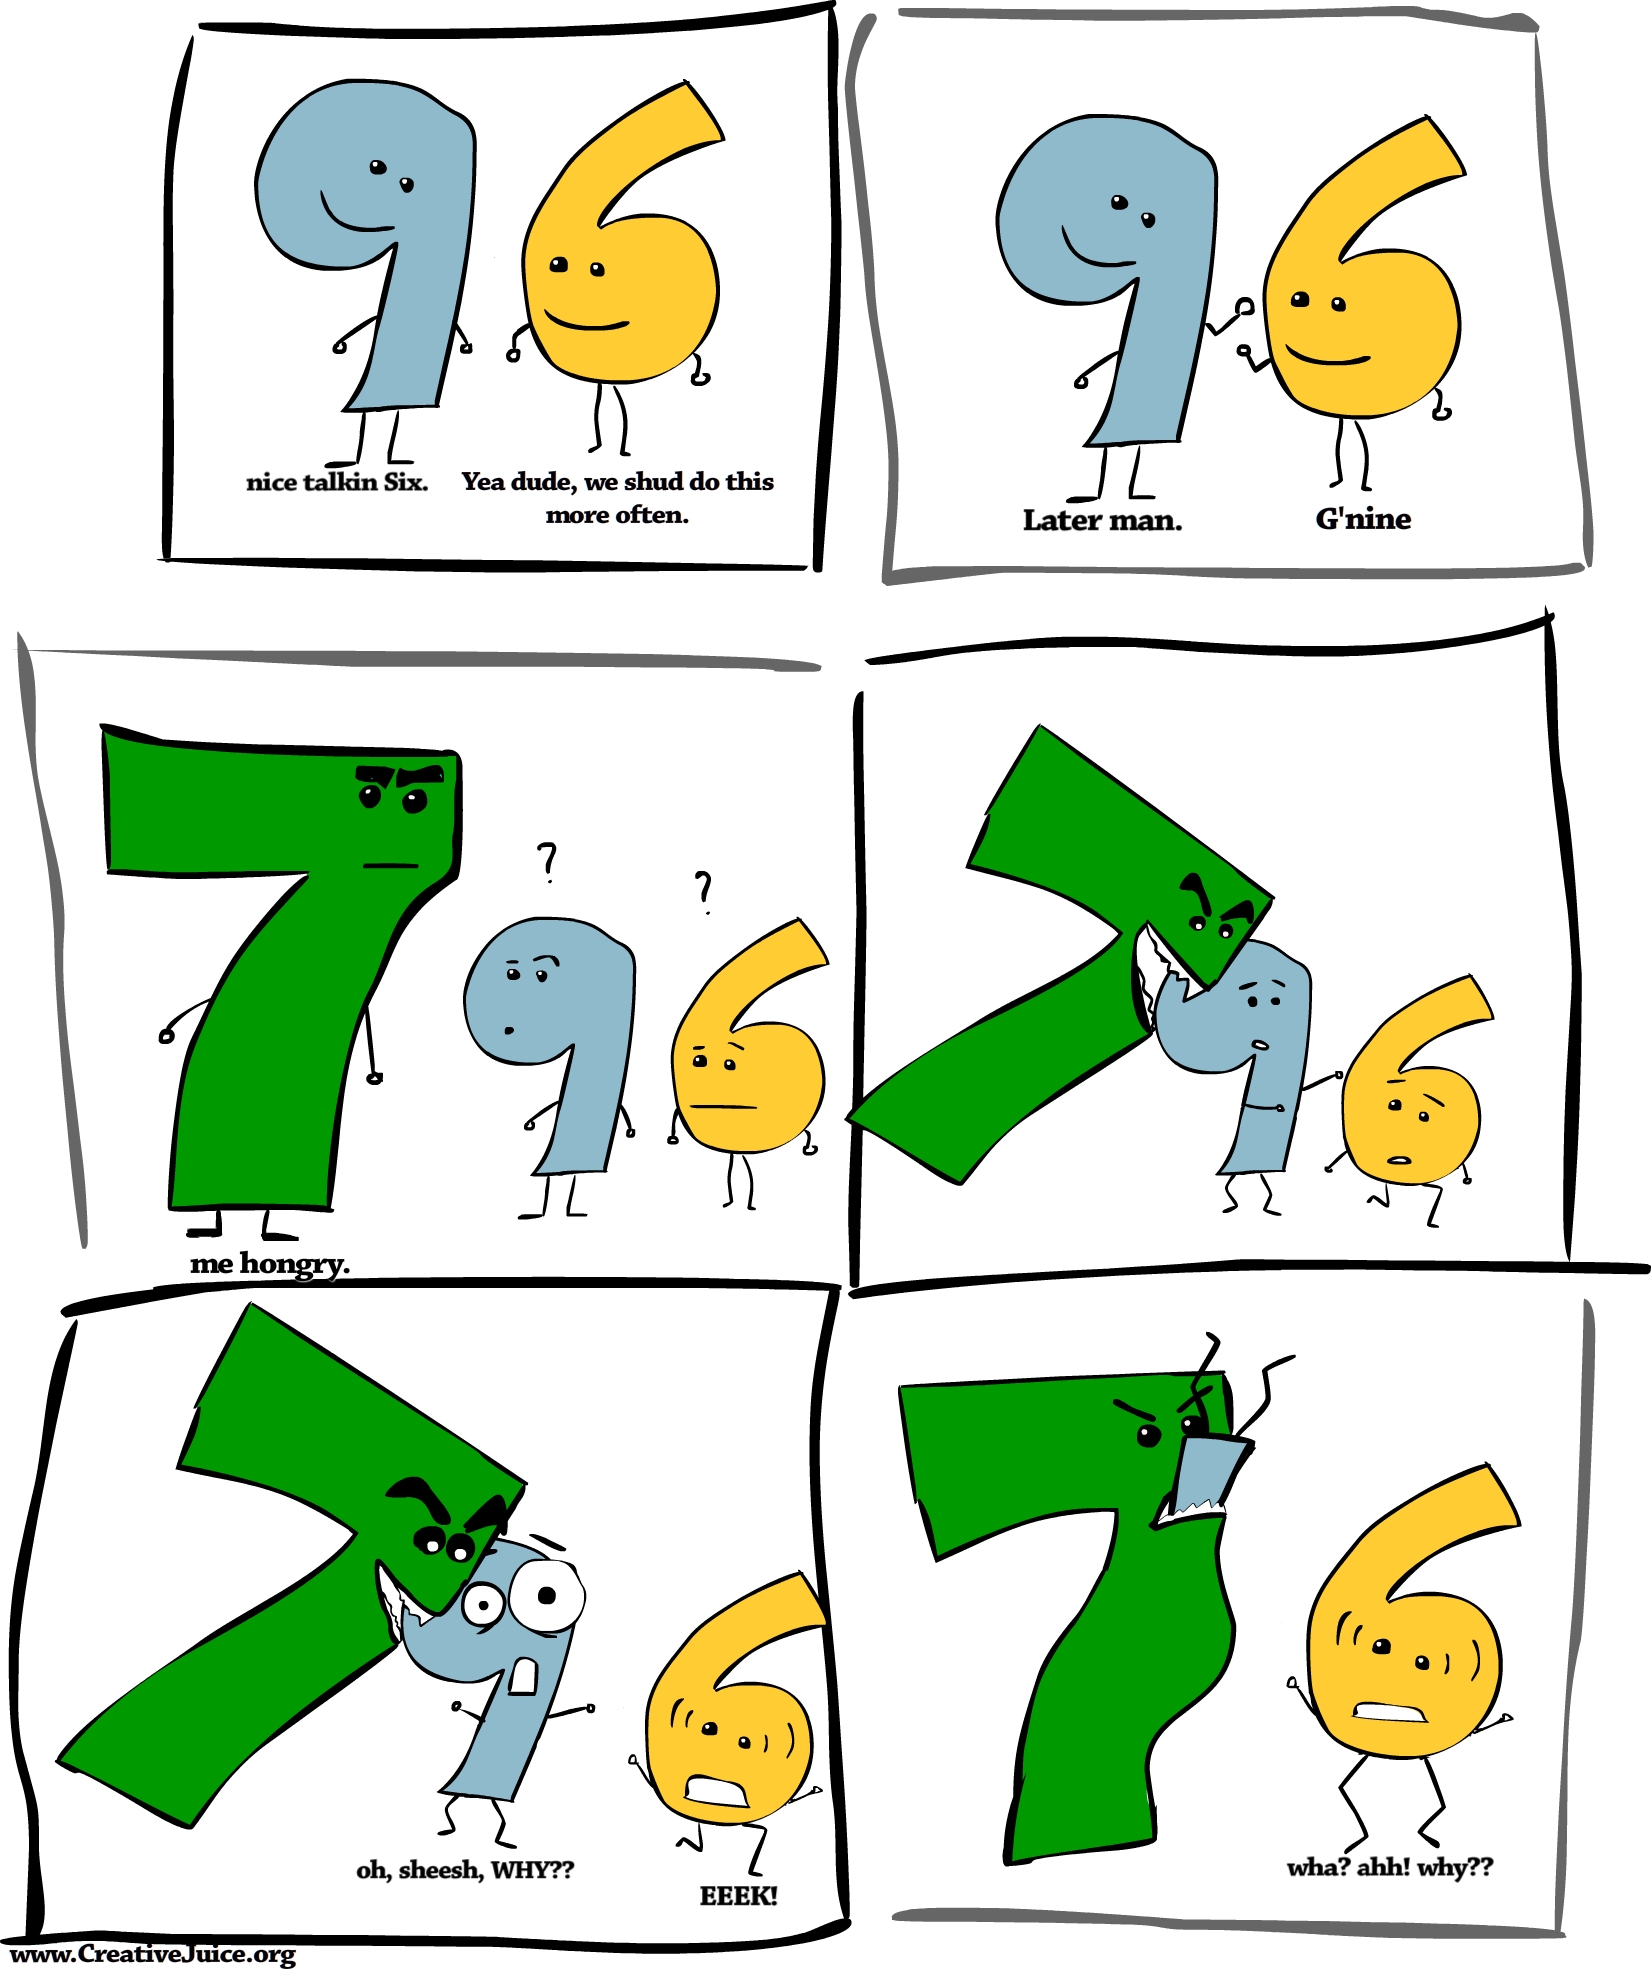 nice talkin Six.
Yea dude, we shud do this
more often.
Later man.
G'nine
?
?
me hongry.
oh, sheesh, WHY??
EEEK!
wha? ahh! why??
www.CreativeJuice.org